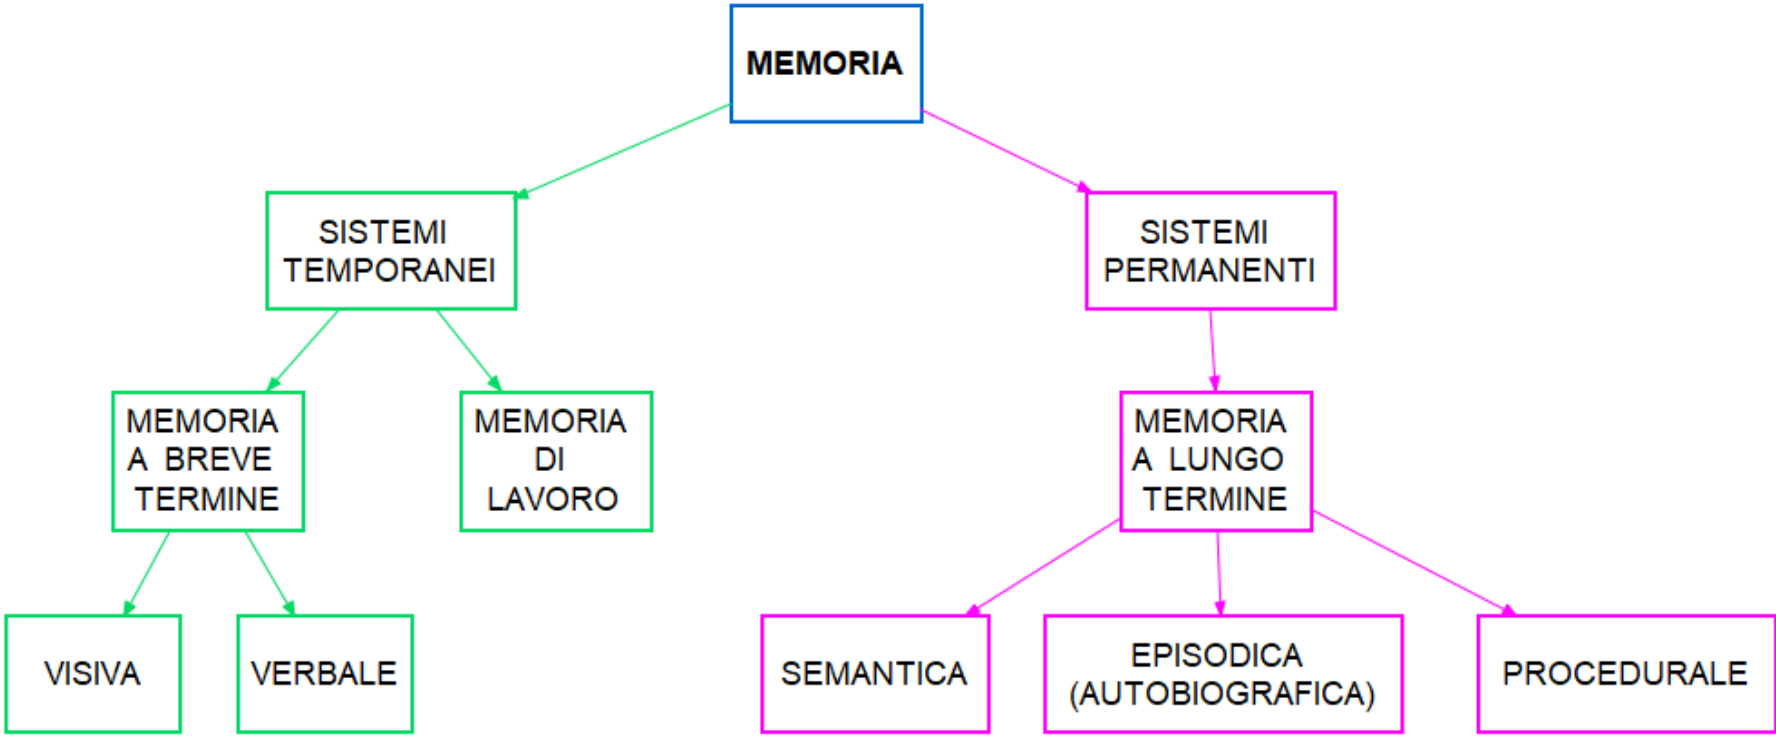 MEMORIA
SISTEMI
TEMPORANEI
SISTEMI
PERMANENTI
MEMORIA
A BREVE
TERMINE
MEMORIA
DI
LAVORO
MEMORIA
A LUNGO
TERMINE
VISIVA
VERBALE
SEMANTICA
EPISODICA
(AUTOBIOGRAFICA)
PROCEDURALE